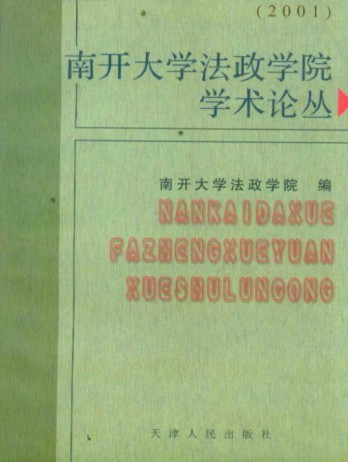 (2001)
南开大学法政学院
学术论丛
南开大学法政学院 编
NANKAIDAXUE
FAZHENGXUEYUAN
XUESHULUNCONG
天津人民出版社